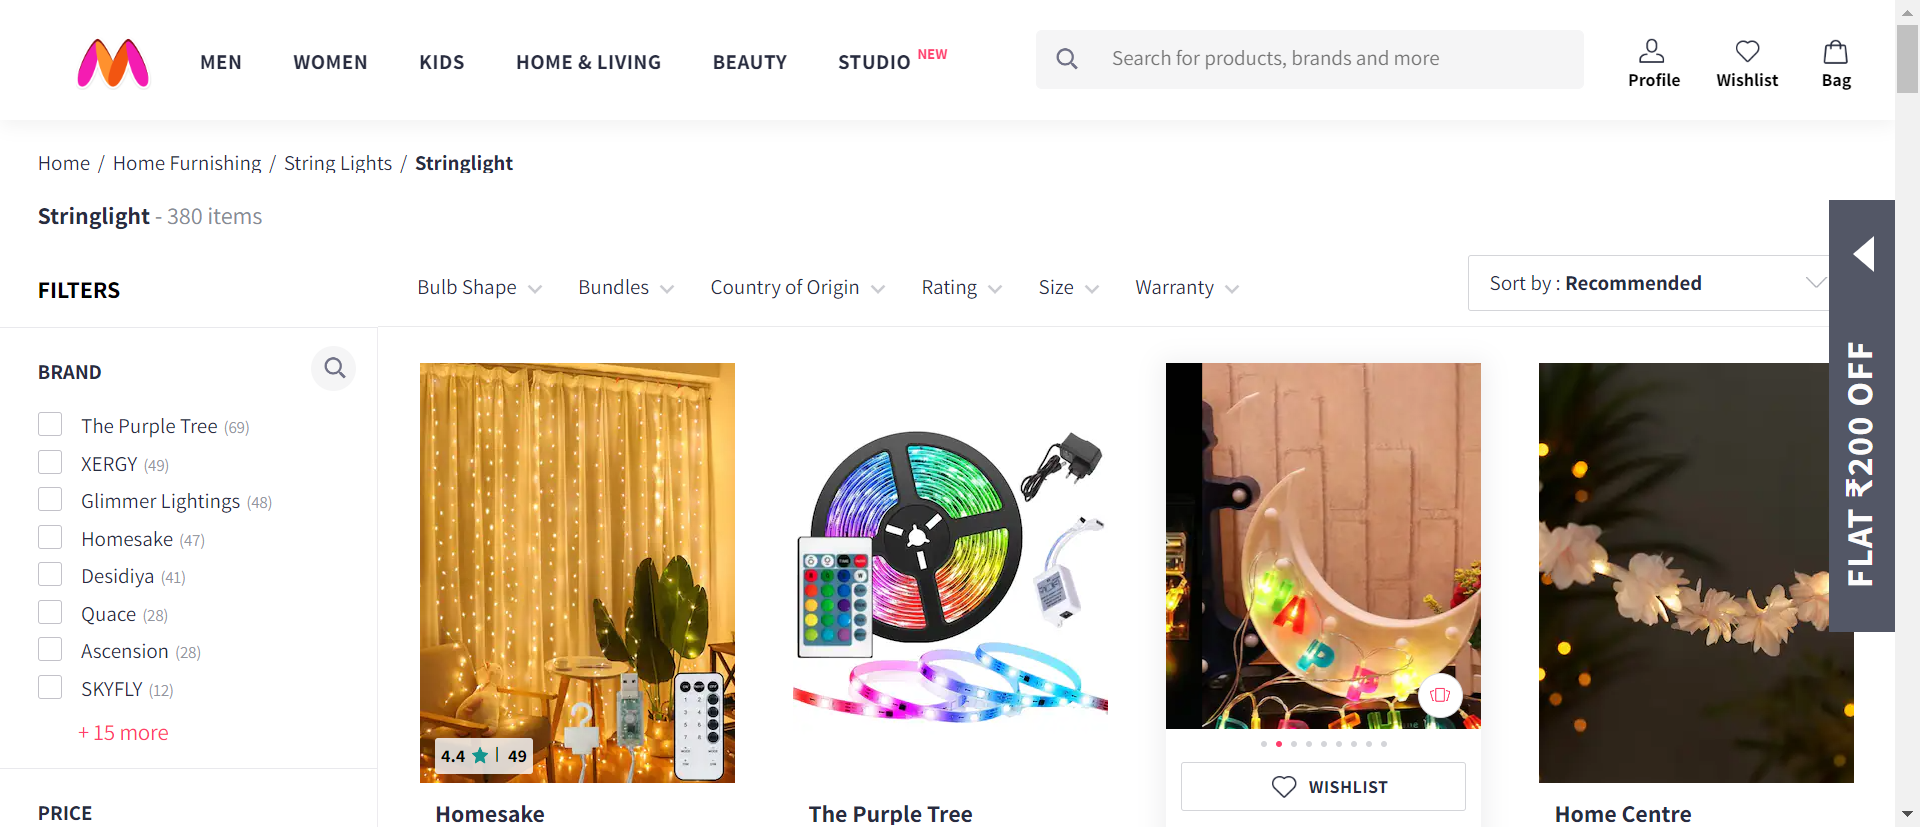 MEN WOMEN KIDS HOME & LIVING BEAUTY STUDIO NEW
Search for products, brands and more
Profile Wishlist Bag
Home / Home Furnishing / String Lights / Stringlight
Stringlight - 380 items
FILTERS
Bulb Shape Bundles Country of Origin Rating Size Warranty
Sort by : Recommended
FLAT ₹200 OFF
BRAND
The Purple Tree (69)
XERGY (49)
Glimmer Lightings (48)
Homesake (47)
Desidiya (41)
Quace (28)
Ascension (28)
SKYFLY (12)
+ 15 more
PRICE
4.4 | 49
Homesake
The Purple Tree
WISHLIST
Home Centre